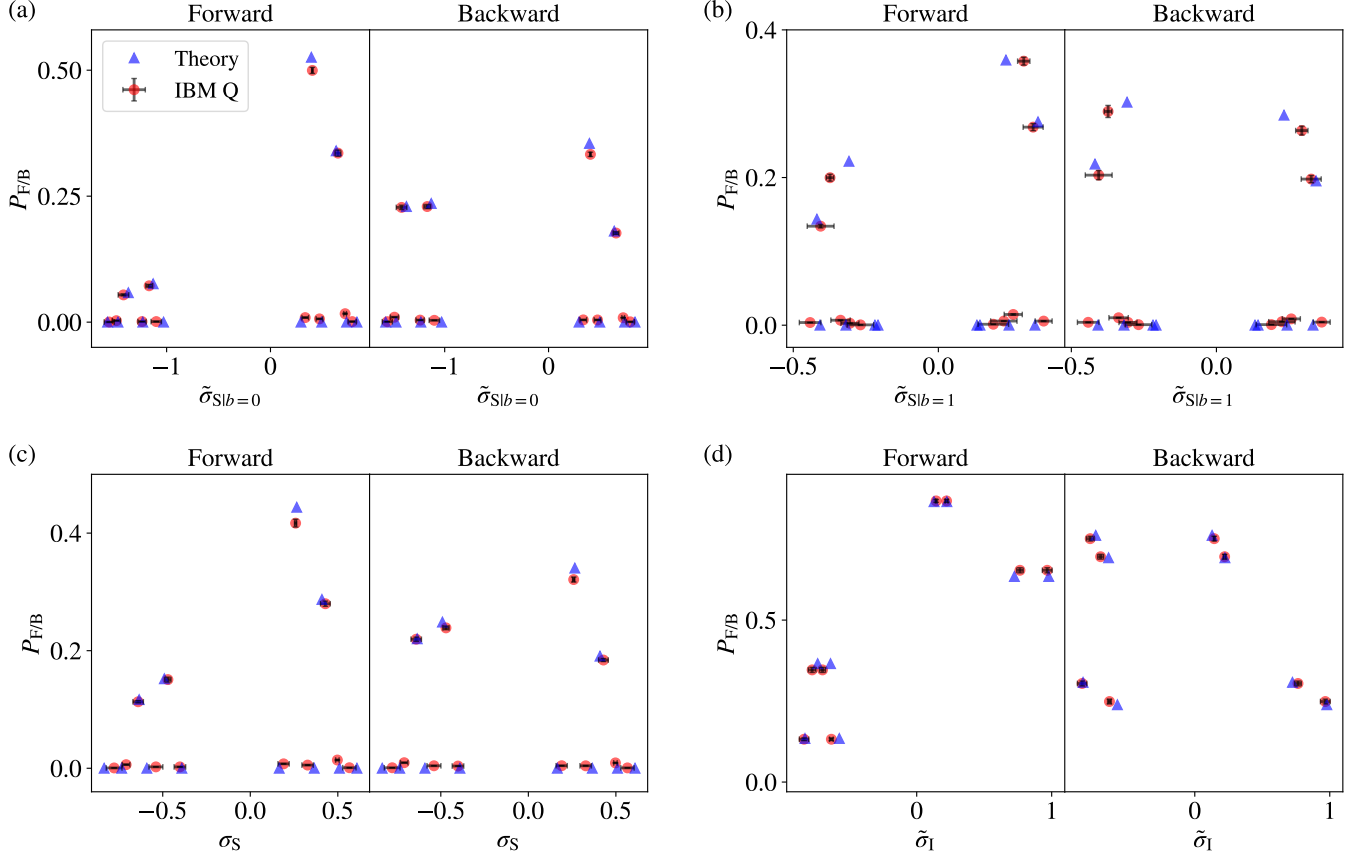 (a)
Forward
Backward
Theory
IBM Q
P_F/B
0.50
0.25
0.00
−1
0
−1
0
σ̃_S|b=0
σ̃_S|b=0
(b)
Forward
Backward
P_F/B
0.4
0.2
0.0
−0.5
0.0
−0.5
0.0
σ̃_S|b=1
σ̃_S|b=1
(c)
Forward
Backward
P_F/B
0.4
0.2
0.0
−0.5
0.0
0.5
−0.5
0.0
0.5
σ_S
σ_S
(d)
Forward
Backward
P_F/B
0.5
0.0
0
1
0
1
σ̃_I
σ̃_I